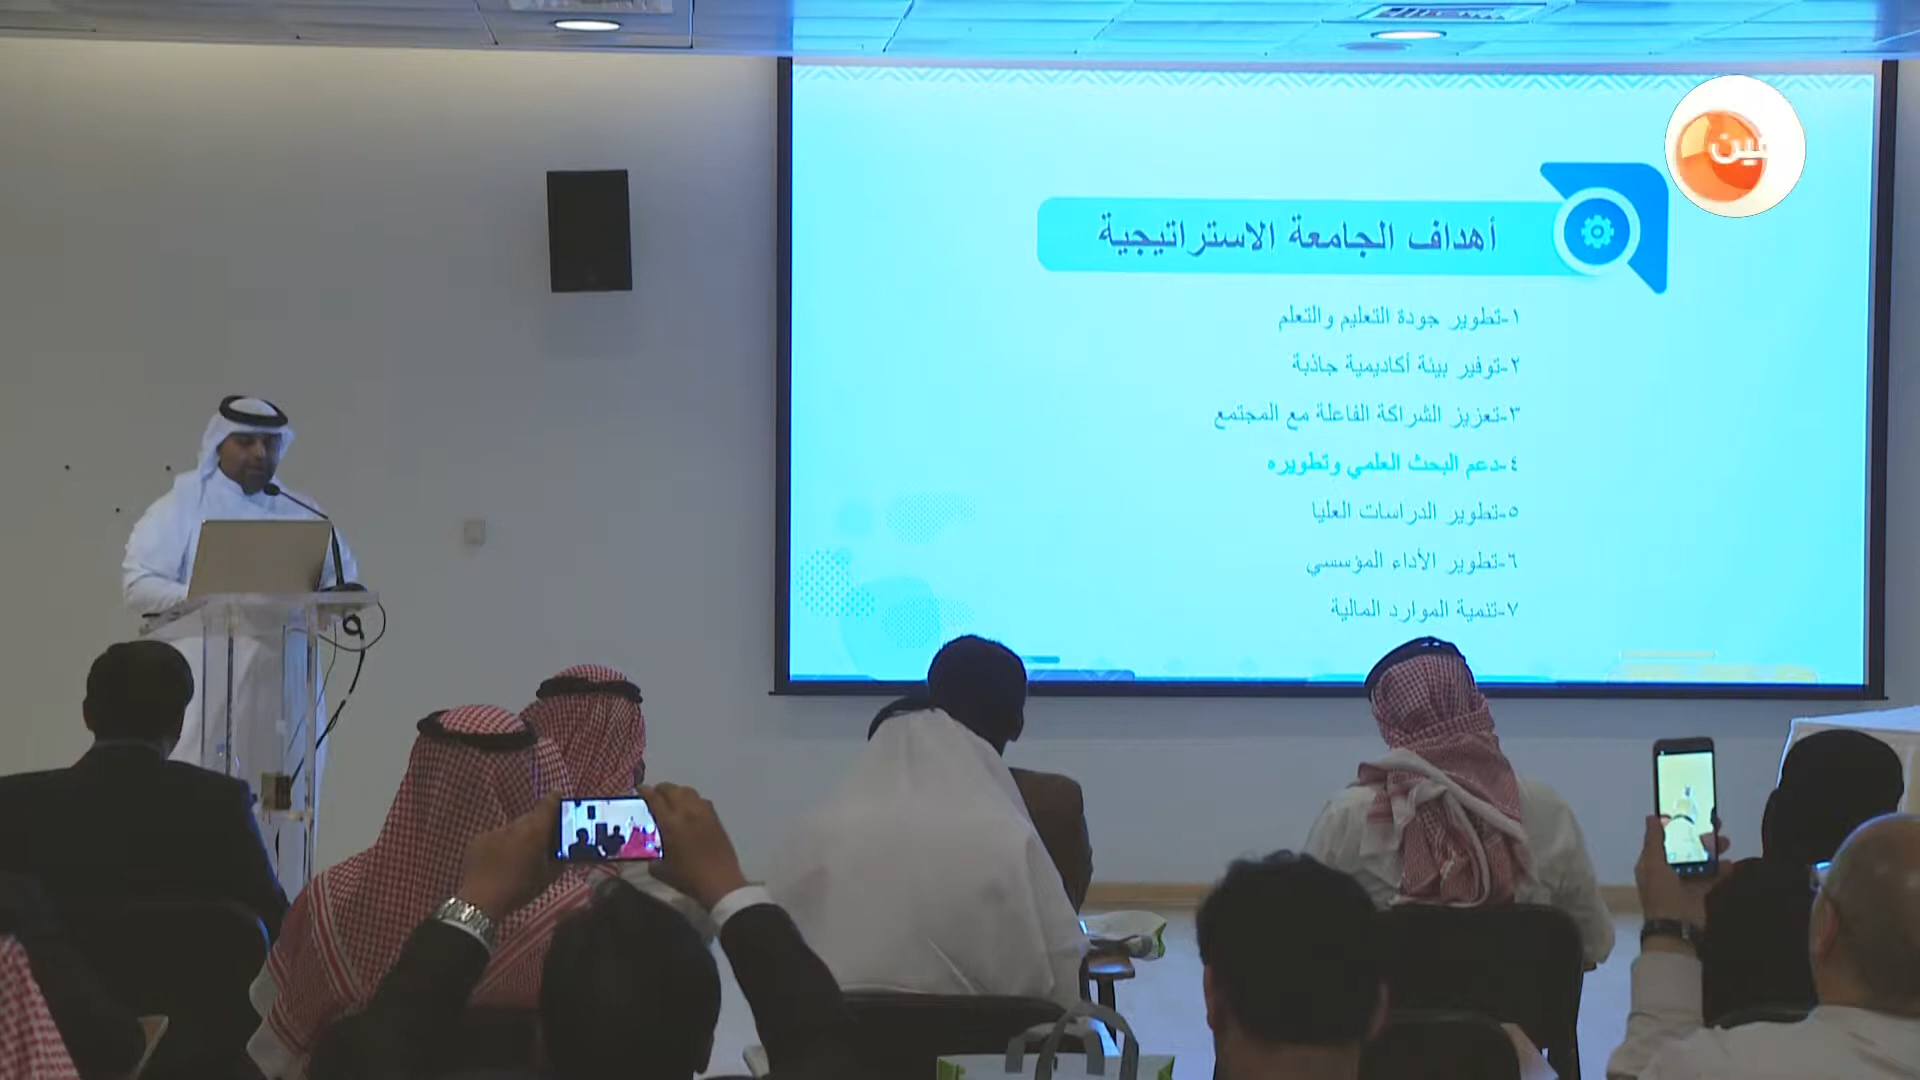 عين
أهداف الجامعة الاستراتيجية
١-تطوير جودة التعليم والتعلم
٢-توفير بيئة أكاديمية جاذبة
٣-تعزيز الشراكة الفاعلة مع المجتمع
٤-دعم البحث العلمي وتطويره
٥-تطوير الدراسات العليا
٦-تطوير الأداء المؤسسي
٧-تنمية الموارد المالية